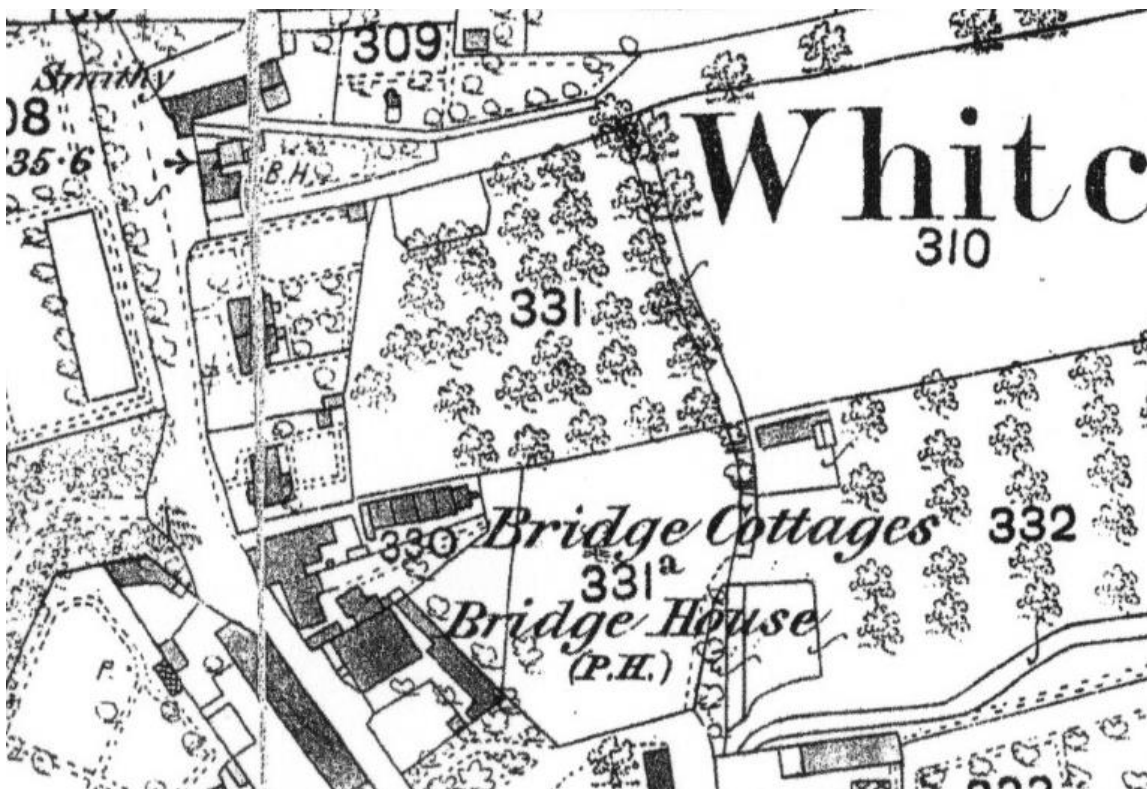 309
Smithy
08
35·6
B.H.
Whitc
310
331
332
Bridge Cottages
330
331a
Bridge House
(P.H.)
P